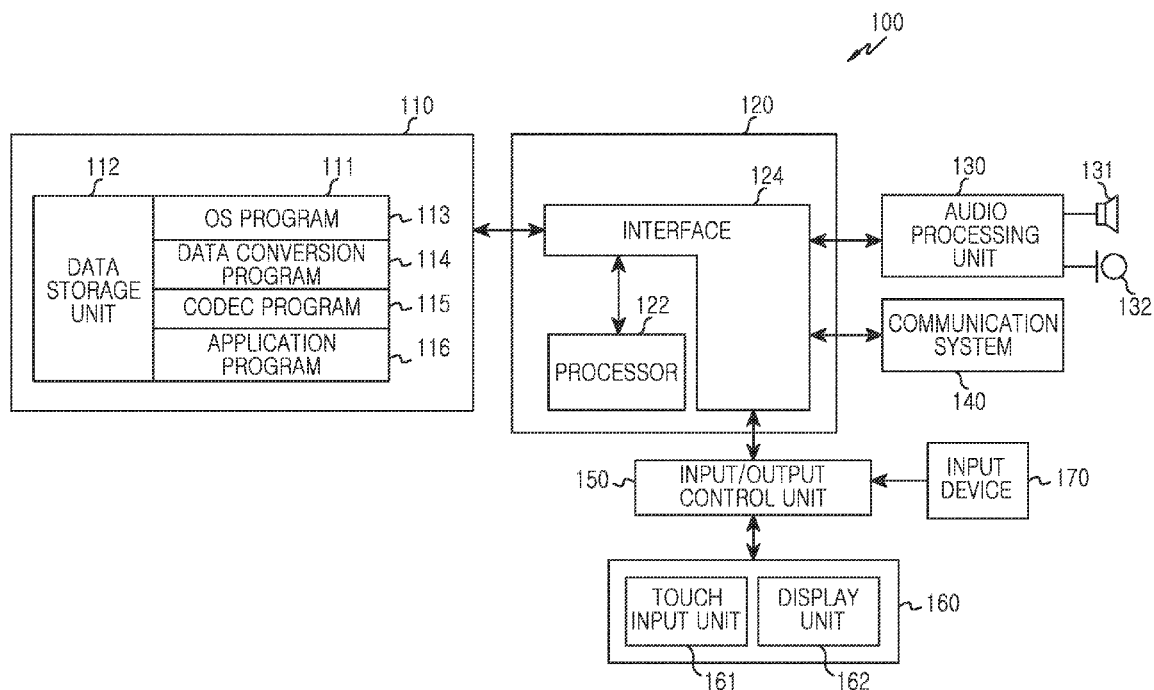 100
110
120
112
111
124
130
131
OS PROGRAM
113
DATA CONVERSION
PROGRAM
114
CODEC PROGRAM
115
APPLICATION
PROGRAM
116
DATA
STORAGE
UNIT
INTERFACE
122
PROCESSOR
AUDIO
PROCESSING
UNIT
132
COMMUNICATION
SYSTEM
140
150
INPUT/OUTPUT
CONTROL UNIT
INPUT
DEVICE
170
TOUCH
INPUT UNIT
DISPLAY
UNIT
160
161
162